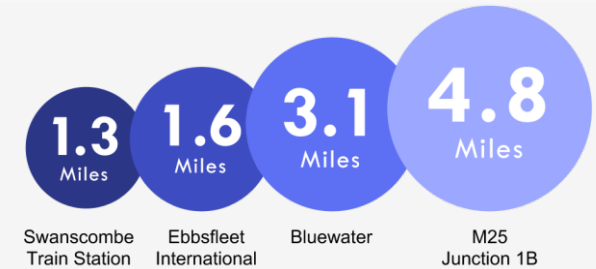 1.3
Miles
1.6
Miles
3.1
Miles
4.8
Miles
Swanscombe
Train Station
Ebbsfleet
International
Bluewater
M25
Junction 1B